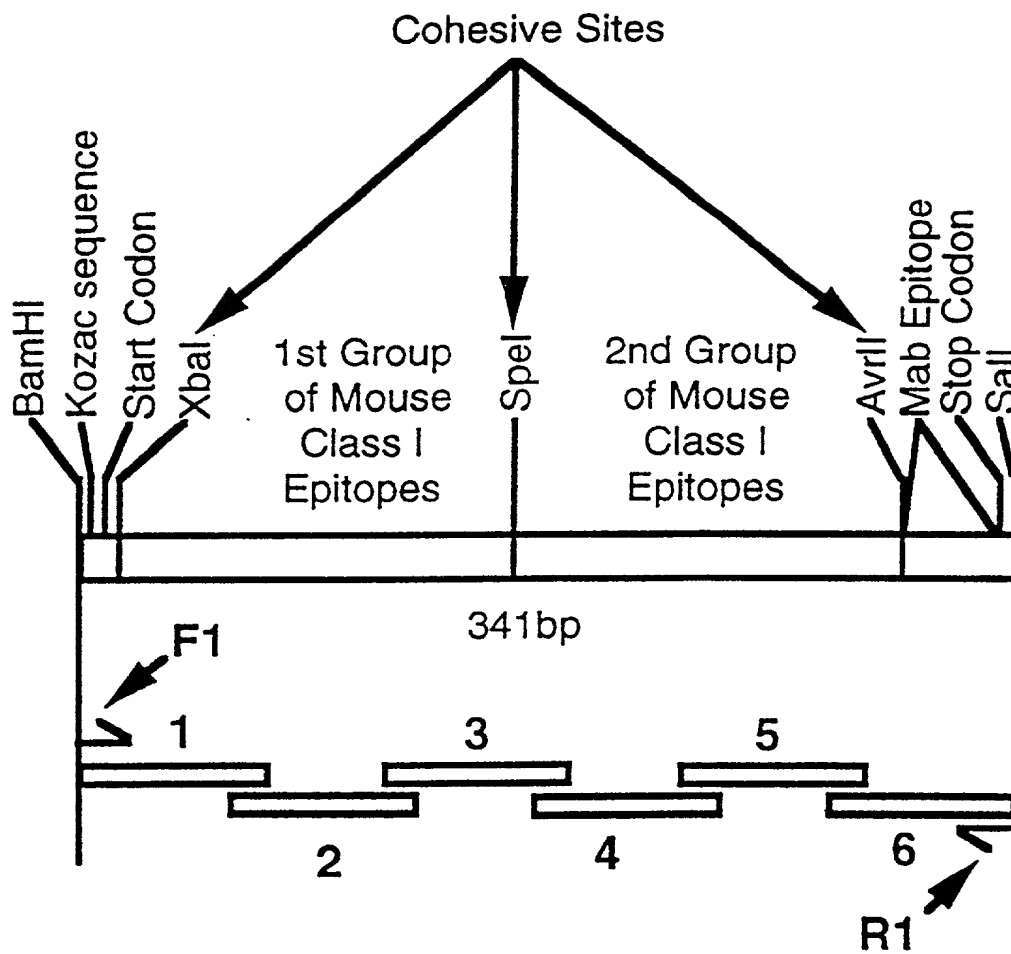 Cohesive Sites
BamHI
Kozac sequence
Start Codon
XbaI
1st Group
of Mouse
Class I
Epitopes
SpeI
2nd Group
of Mouse
Class I
Epitopes
AvrII
Mab Epitope
Stop Codon
SalI
341bp
F1
1
3
5
2
4
6
R1